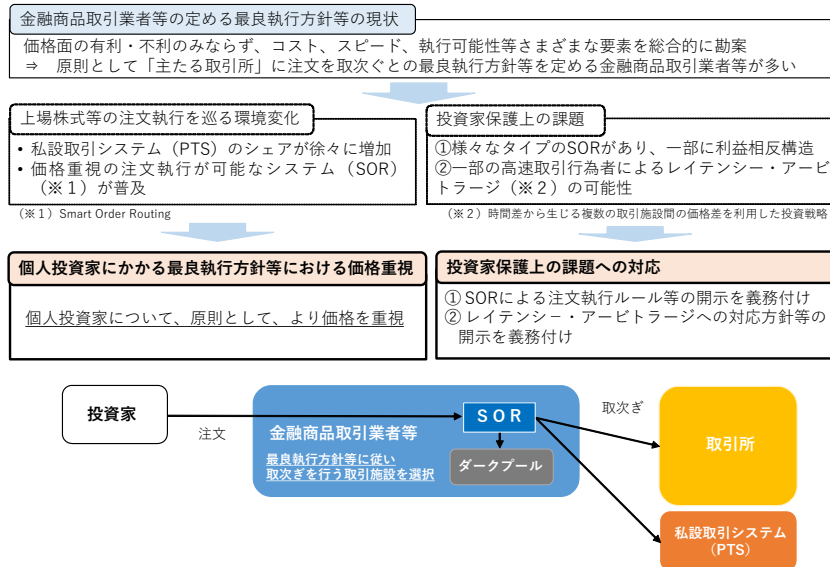 金融商品取引業者等の定める最良執行方針等の現状
価格面の有利・不利のみならず、コスト、スピード、執行可能性等さまざまな要素を総合的に勘案
⇒ 原則として「主たる取引所」に注文を取次ぐとの最良執行方針等を定める金融商品取引業者等が多い
上場株式等の注文執行を巡る環境変化
• 私設取引システム（PTS）のシェアが徐々に増加
• 価格重視の注文執行が可能なシステム（SOR）
（※１）が普及
（※１）Smart Order Routing
投資家保護上の課題
①様々なタイプのSORがあり、一部に利益相反構造
②一部の高速取引行為者によるレイテンシー・アービ
トラージ（※２）の可能性
（※２）時間差から生じる複数の取引施設間の価格差を利用した投資戦略
個人投資家にかかる最良執行方針等における価格重視
個人投資家について、原則として、より価格を重視
投資家保護上の課題への対応
① SORによる注文執行ルール等の開示を義務付け
② レイテンシ－・アービトラージへの対応方針等の
開示を義務付け
投資家
注文
金融商品取引業者等
最良執行方針等に従い
取次ぎを行う取引施設を選択
ＳＯＲ
ダークプール
取次ぎ
取引所
私設取引システム
（PTS）